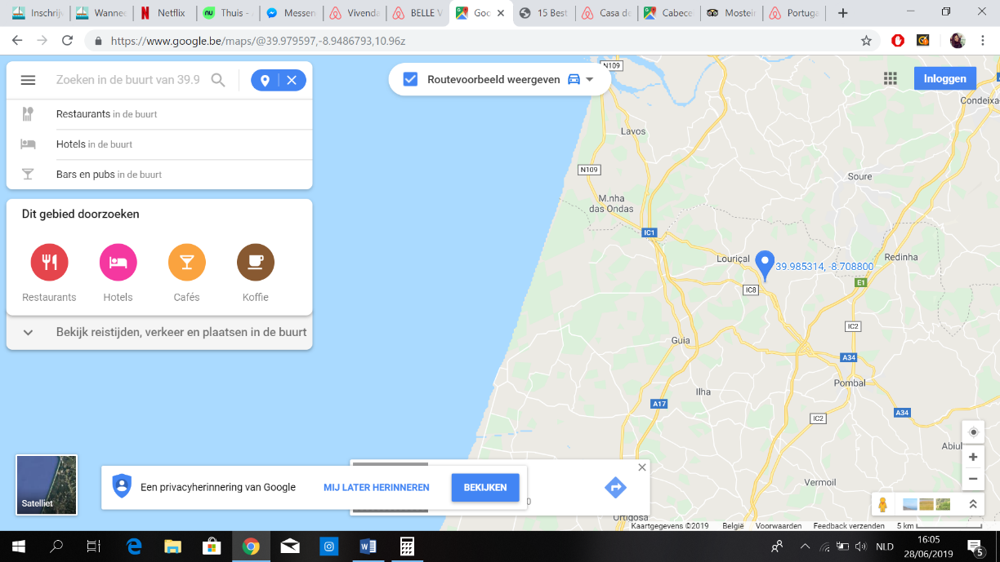 Inschrij
Wannee
Netflix
Thuis -
Messen
Vivenda
BELLE V
Goo
15 Best
Casa de
Cabece
Mostei
Portuga
https://www.google.be/maps/@39.979597,-8.9486793,10.96z
Zoeken in de buurt van 39.9
Restaurants in de buurt
Hotels in de buurt
Bars en pubs in de buurt
Dit gebied doorzoeken
Restaurants
Hotels
Cafés
Koffie
Bekijk reistijden, verkeer en plaatsen in de buurt
Routevoorbeeld weergeven
Inloggen
N109
Condeixa-
Lavos
N109
Soure
M.nha
das Ondas
IC1
Louriçal
39.985314, -8.708800
Redinha
E1
IC8
IC2
Guia
A34
Pombal
Ilha
A17
A34
IC2
Abiul
Vermoil
Ortigosa
Satelliet
Een privacyherinnering van Google
MIJ LATER HERINNEREN
BEKIJKEN
0
Kaartgegevens ©2019 België Voorwaarden Feedback verzenden 5 km
NLD
16:05
28/06/2019
5